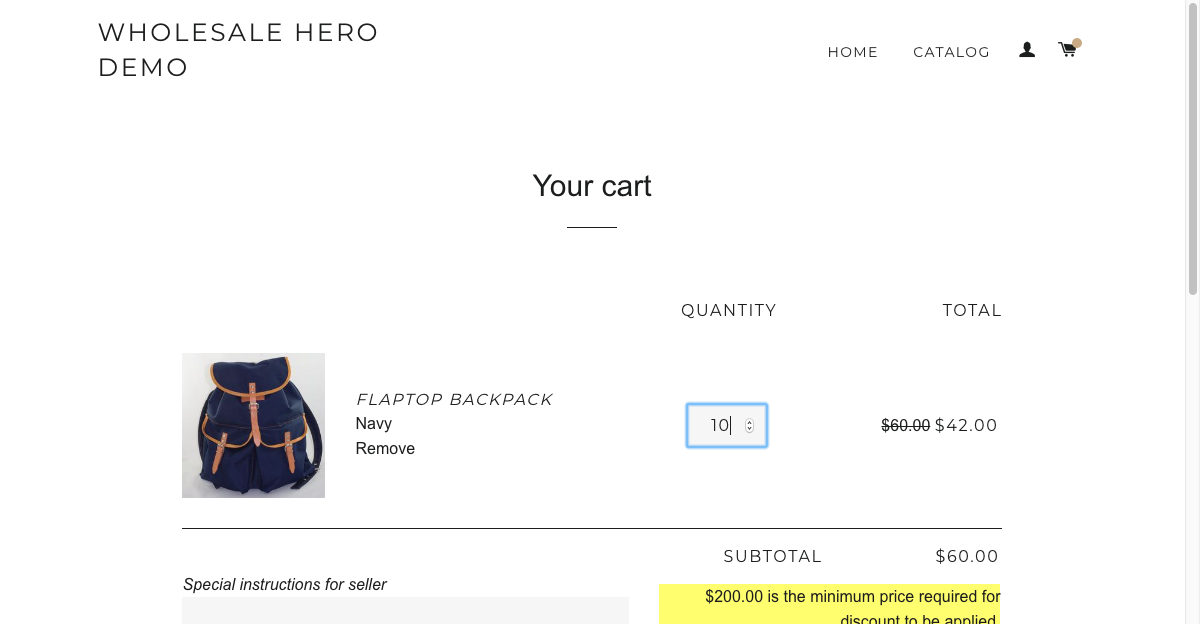 WHOLESALE HERO
DEMO
HOME CATALOG
Your cart
QUANTITY TOTAL
FLAPTOP BACKPACK
Navy
Remove
10
$60.00 $42.00
SUBTOTAL $60.00
Special instructions for seller
$200.00 is the minimum price required for
discount to be applied.